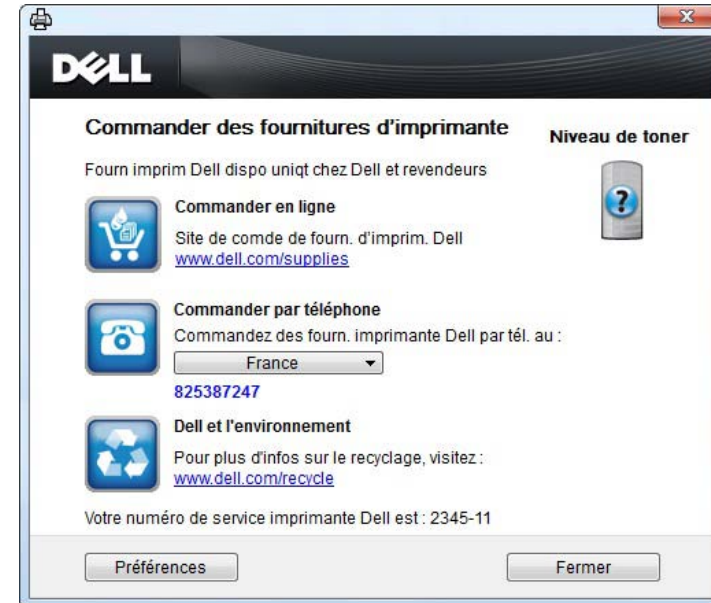 DELL
Commander des fournitures d'imprimante
Niveau de toner
Fourn imprim Dell dispo uniqt chez Dell et revendeurs
?
Commander en ligne
Site de comde de fourn. d'imprim. Dell
www.dell.com/supplies
Commander par téléphone
Commandez des fourn. imprimante Dell par tél. au :
France
825387247
Dell et l'environnement
Pour plus d'infos sur le recyclage, visitez :
www.dell.com/recycle
Votre numéro de service imprimante Dell est : 2345-11
Préférences
Fermer